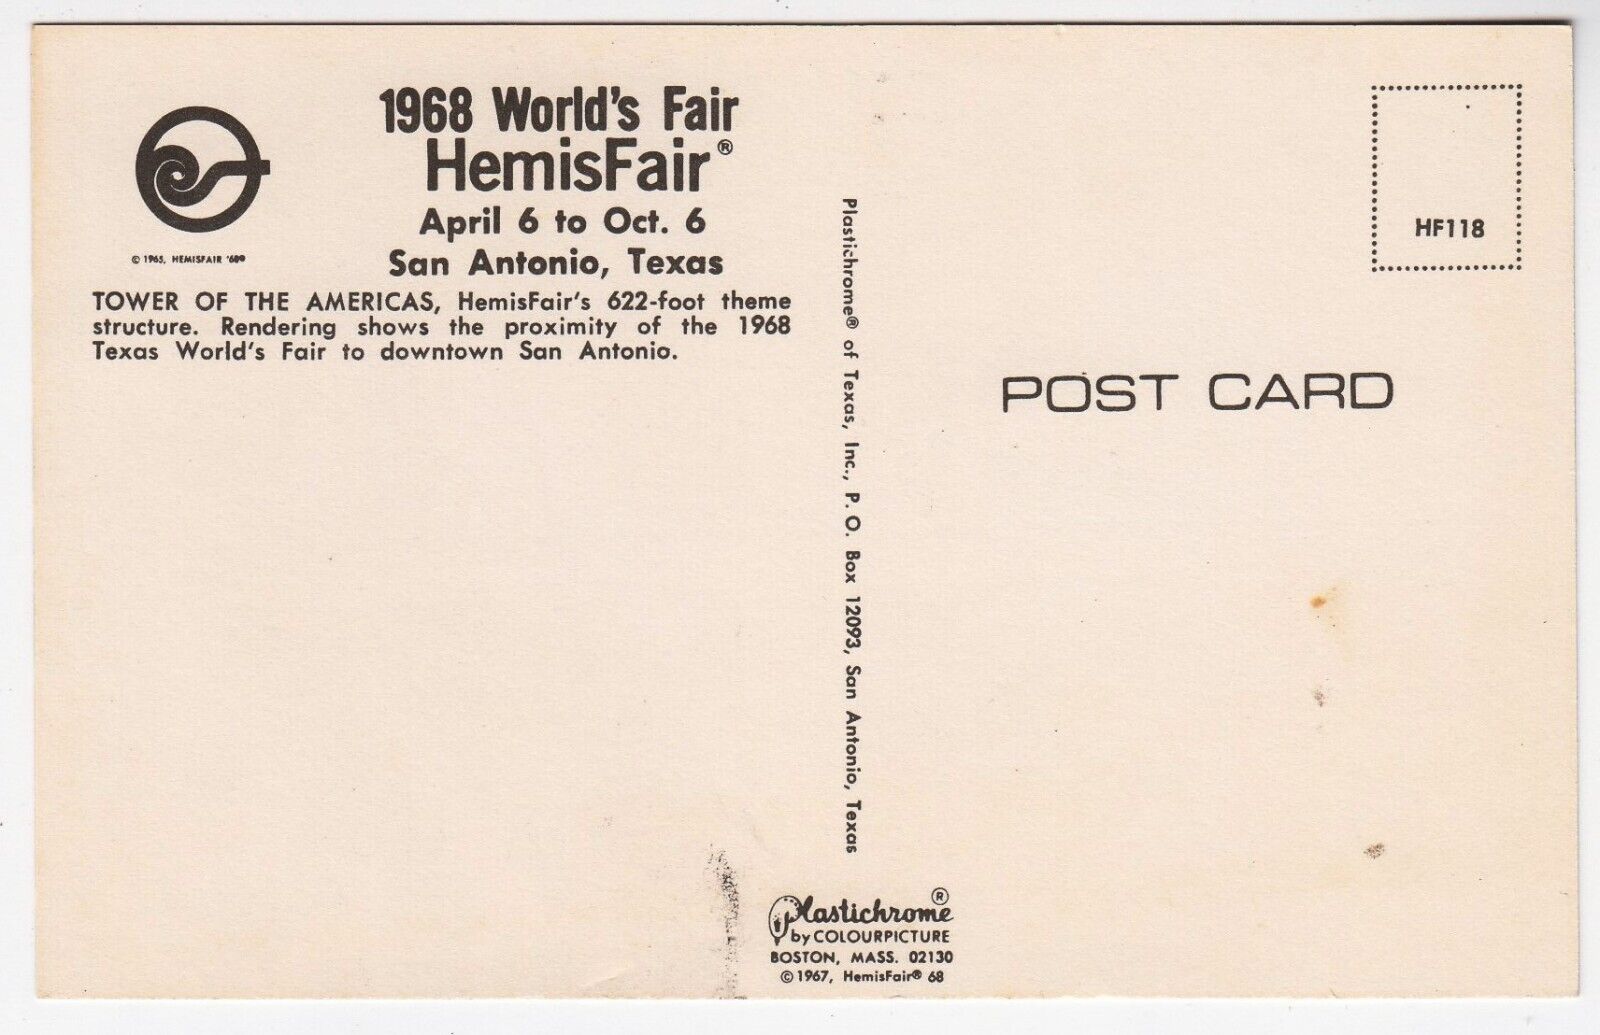 1968 World's Fair
HemisFair®
April 6 to Oct. 6
San Antonio, Texas
© 1965, HEMISFAIR '68®
TOWER OF THE AMERICAS, HemisFair's 622-foot theme
structure. Rendering shows the proximity of the 1968
Texas World's Fair to downtown San Antonio.
Plastichrome® of Texas, Inc., P. O. Box 12093, San Antonio, Texas
HF118
POST CARD
Plastichrome®
by COLOURPICTURE
BOSTON, MASS. 02130
© 1967, HemisFair® 68